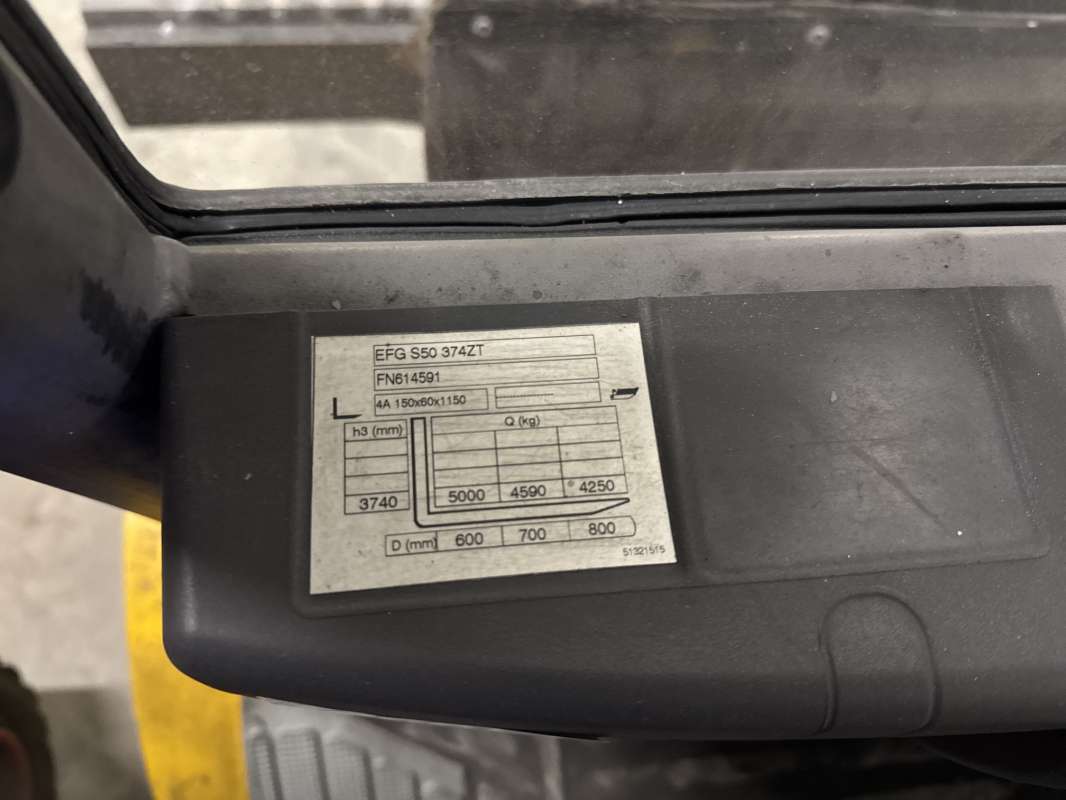 EFG S50 374ZT
FN614591
4A 150x60x1150
h3 (mm) Q (kg)
3740 5000 4590 4250
D (mm) 600 700 800
51321515